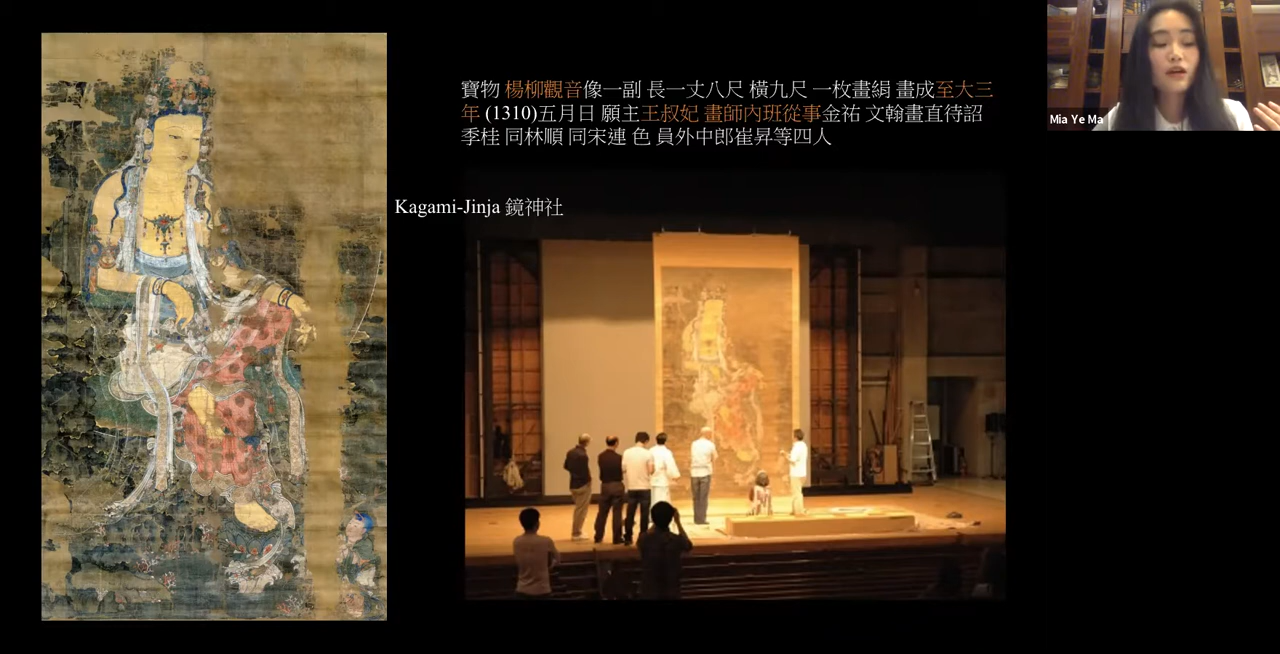 寶物 楊柳觀音像一副 長一丈八尺 橫九尺 一枚畫絹 畫成至大三
年 (1310)五月日 願主王叔妃 畫師內班從事金祐 文翰畫直待詔
季桂 同林順 同宋連 色 員外中郎崔昇等四人
Kagami-Jinja 鏡神社
Mia Ye Ma